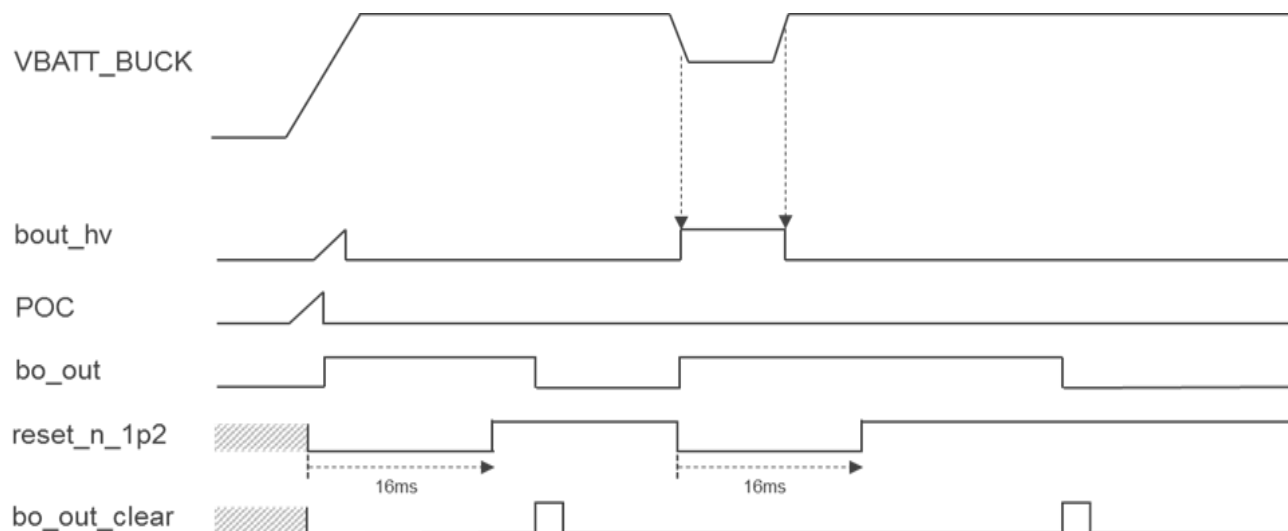 VBATT_BUCK
bout_hv
POC
bo_out
reset_n_1p2
16ms 16ms
bo_out_clear